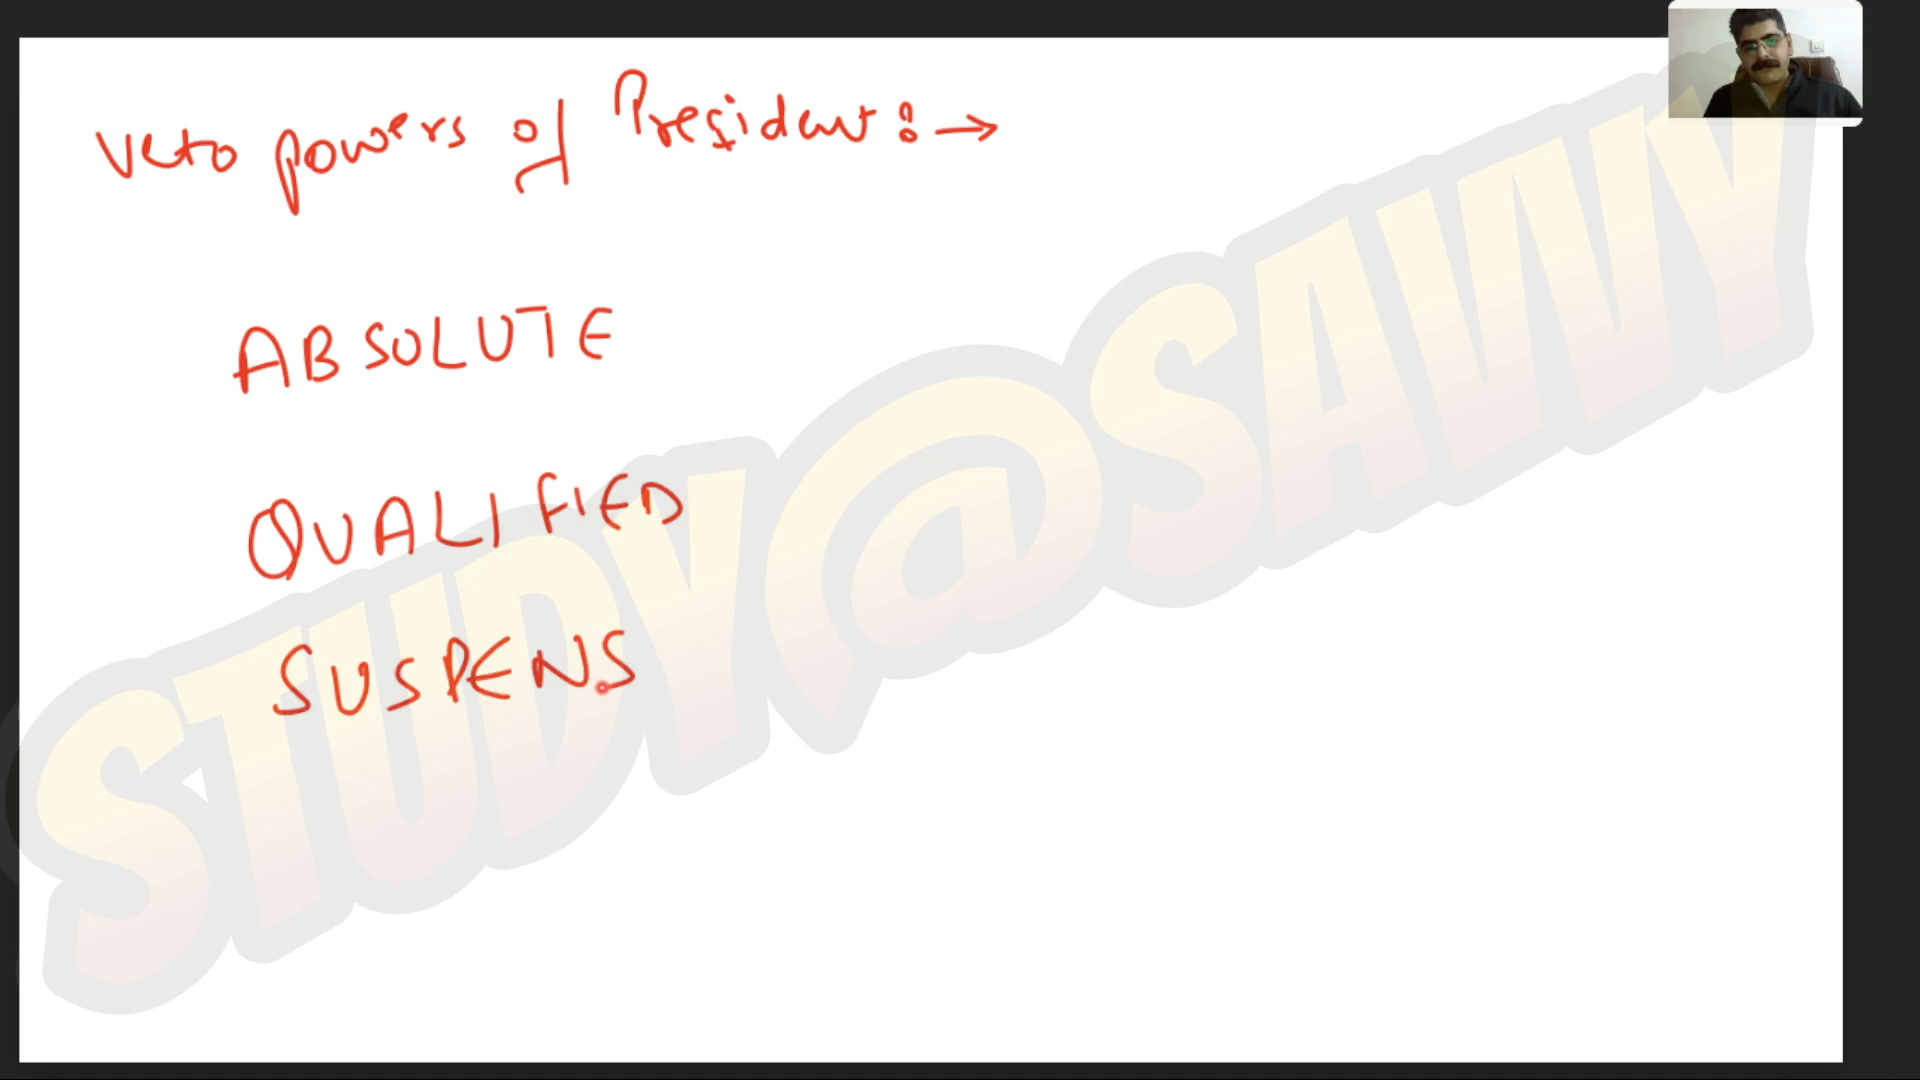 Veto powers of President :→
ABSOLUTE
QUALIFIED
SUSPENS
STUDY@SAVVY